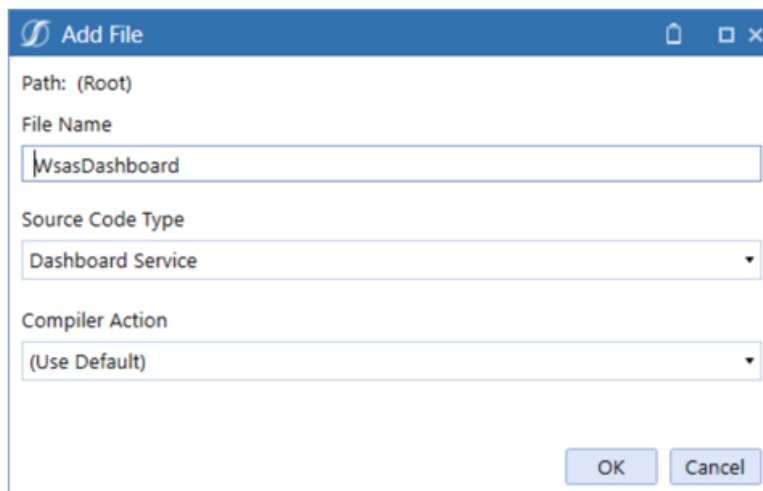 Add File
Path: (Root)
File Name
WsasDashboard
Source Code Type
Dashboard Service
Compiler Action
(Use Default)
OK Cancel